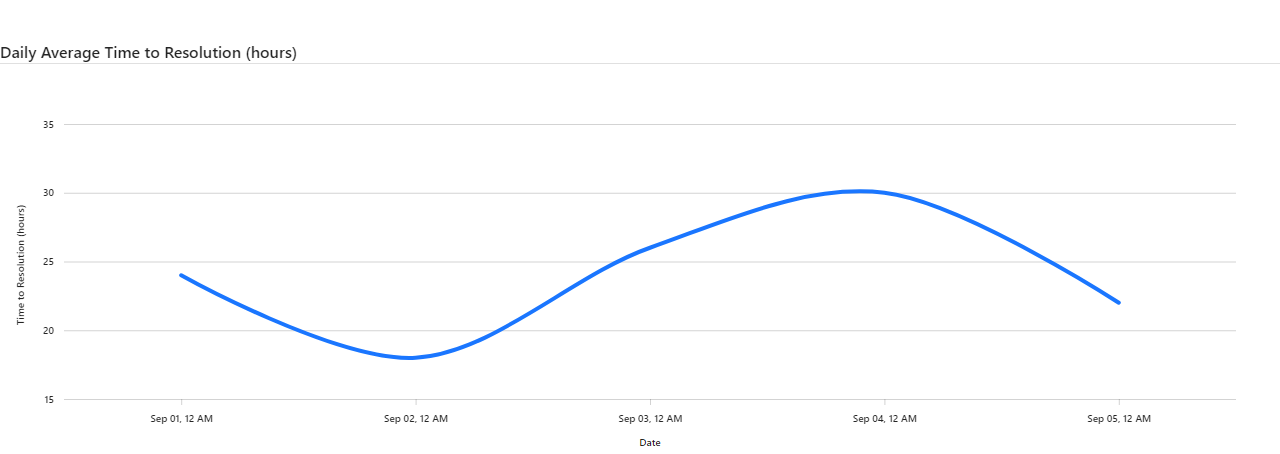 Daily Average Time to Resolution (hours)
35
30
25
20
15
Time to Resolution (hours)
Sep 01, 12 AM Sep 02, 12 AM Sep 03, 12 AM Sep 04, 12 AM Sep 05, 12 AM
Date